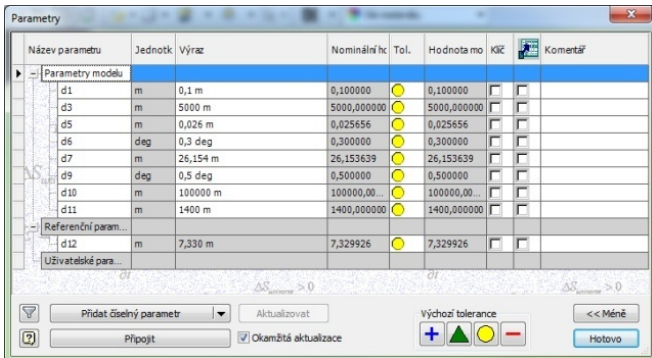 Parametry
Název parametru Jednotk Výraz Nominální hc Tol. Hodnota mo Klíč Komentář
Parametry modelu
d1 m 0,1 m 0,100000 0,100000
d3 m 5000 m 5000,000000 5000,000000
d5 m 0,026 m 0,025656 0,025656
d6 deg 0,3 deg 0,300000 0,300000
d7 m 26,154 m 26,153639 26,153639
d9 deg 0,5 deg 0,500000 0,500000
d10 m 100000 m 100000,00... 100000,00...
d11 m 1400 m 1400,000000 1400,000000
Referenční param...
d12 m 7,330 m 7,329926 7,329926
Uživatelské para...
Přidat číselný parametr Aktualizovat Výchozí tolerance << Méně
Připojit Okamžitá aktualizace Hotovo